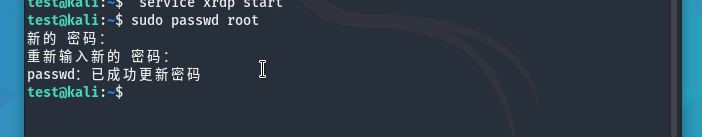 test@kali:~$  service xrdp start
test@kali:~$ sudo passwd root
新的 密码：
重新输入新的 密码：
passwd：已成功更新密码
test@kali:~$